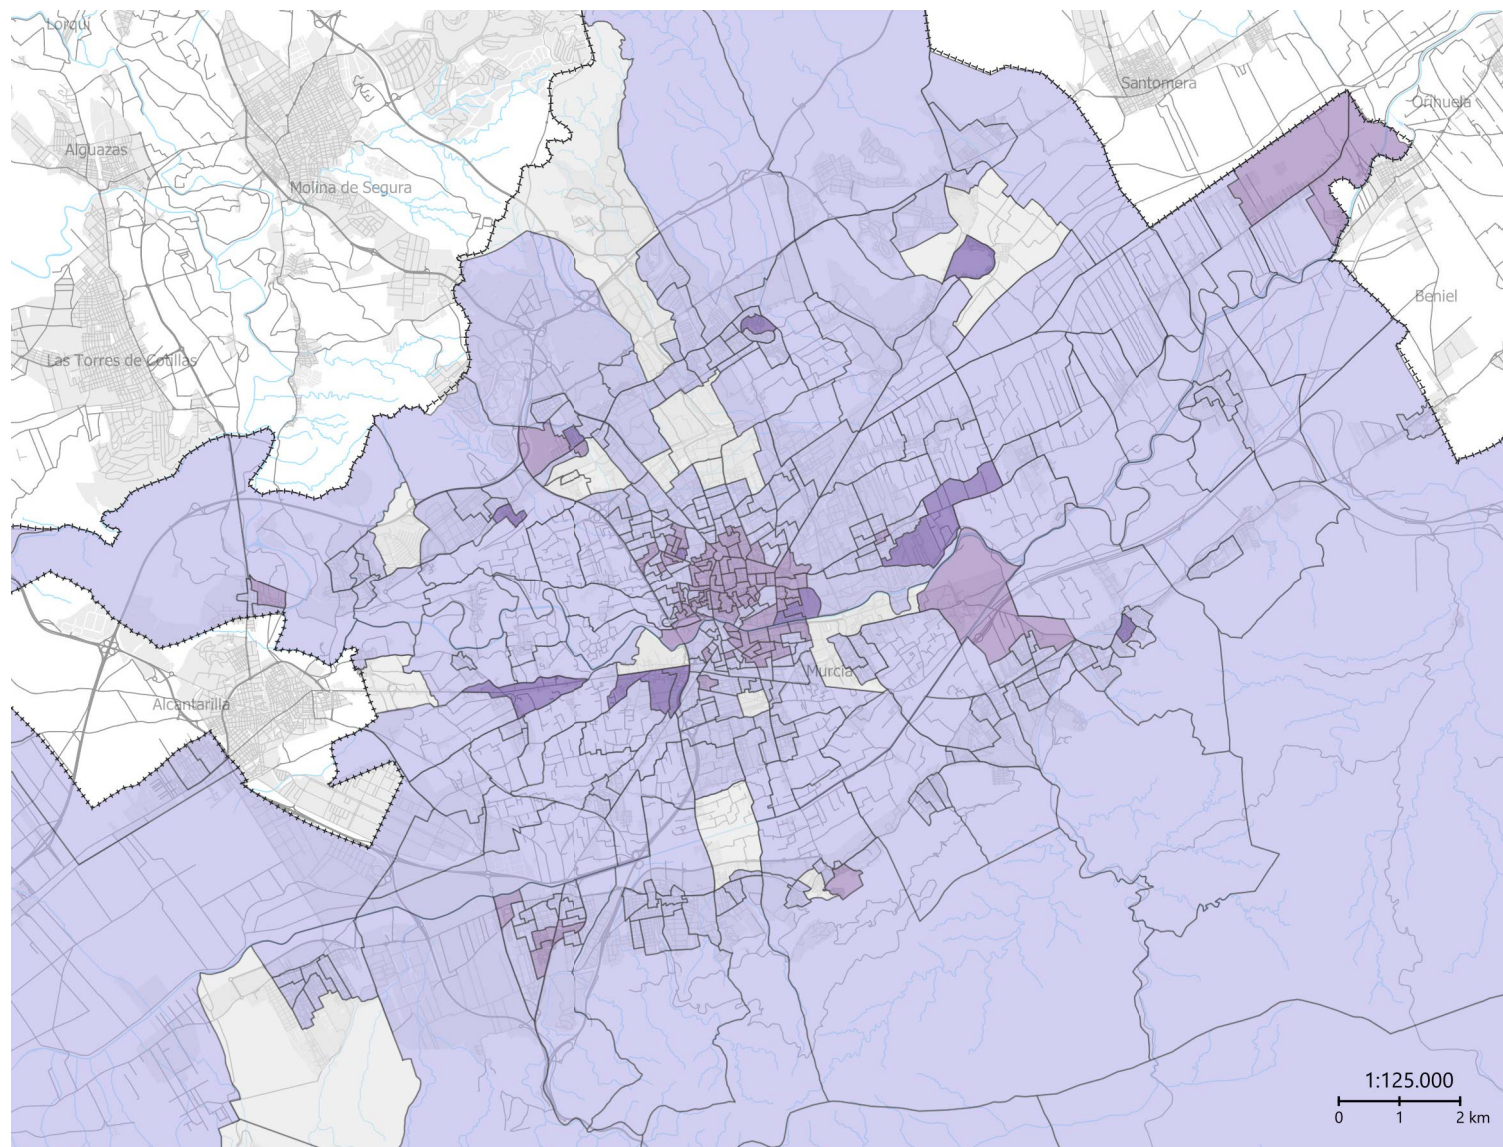 Lorquí
Santomera
Orihuela
Alguazas
Molina de Segura
Beniel
Las Torres de Cotillas
Murcia
Alcantarilla
1:125.000
0 1 2 km